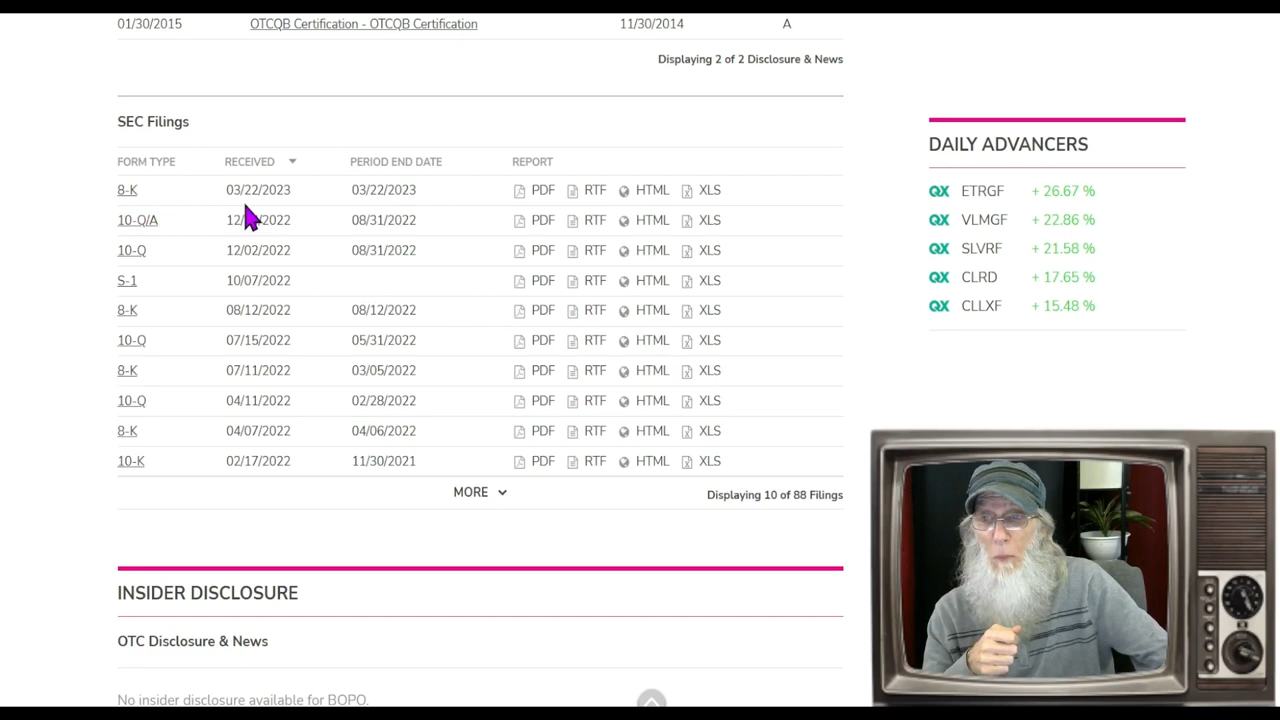 01/30/2015 OTCQB Certification - OTCQB Certification 11/30/2014 A
Displaying 2 of 2 Disclosure & News
SEC Filings
FORM TYPE RECEIVED PERIOD END DATE REPORT
8-K 03/22/2023 03/22/2023 PDF RTF HTML XLS
10-Q/A 2022 08/31/2022 PDF RTF HTML XLS
10-Q 12/02/2022 08/31/2022 PDF RTF HTML XLS
S-1 10/07/2022 PDF RTF HTML XLS
8-K 08/12/2022 08/12/2022 PDF RTF HTML XLS
10-Q 07/15/2022 05/31/2022 PDF RTF HTML XLS
8-K 07/11/2022 03/05/2022 PDF RTF HTML XLS
10-Q 04/11/2022 02/28/2022 PDF RTF HTML XLS
8-K 04/07/2022 04/06/2022 PDF RTF HTML XLS
10-K 02/17/2022 11/30/2021 PDF RTF HTML XLS
MORE Displaying 10 of 88 Filings
INSIDER DISCLOSURE
OTC Disclosure & News
No insider disclosure available for BOPO.
DAILY ADVANCERS
QX ETRGF + 26.67 %
QX VLMGF + 22.86 %
QX SLVRF + 21.58 %
QX CLRD + 17.65 %
QX CLLXF + 15.48 %